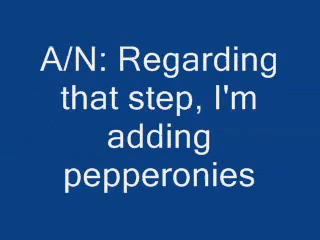 A/N: Regarding
that step, I'm
adding
pepperonies